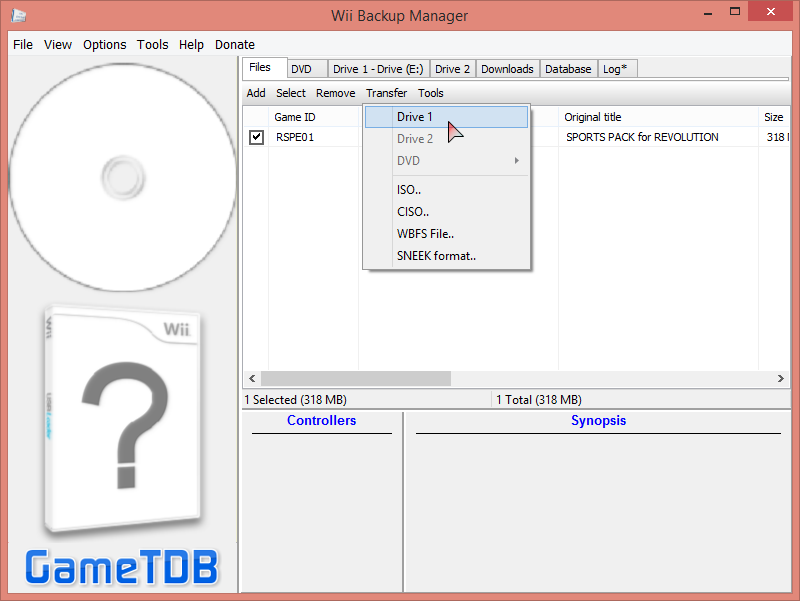 Wii Backup Manager
File View Options Tools Help Donate
Files DVD Drive 1 - Drive (E:) Drive 2 Downloads Database Log*
Add Select Remove Transfer Tools
Game ID Original title Size
RSPE01 SPORTS PACK for REVOLUTION 318
Drive 1
Drive 2
DVD
ISO..
CISO..
WBFS File..
SNEEK format..
Wii
Wii
1 Selected (318 MB) 1 Total (318 MB)
Controllers Synopsis
GameTDB